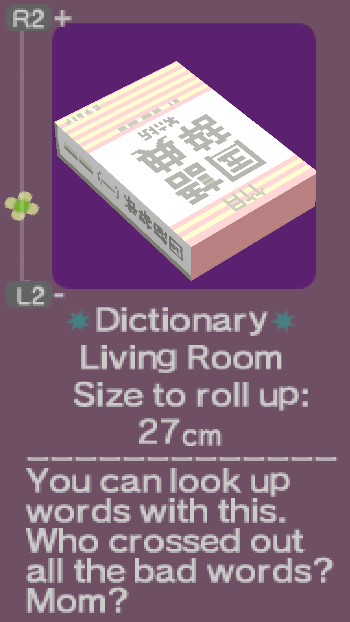 R2 +
L2 -
Dictionary
Living Room
Size to roll up:
27cm
You can look up
words with this.
Who crossed out
all the bad words?
Mom?